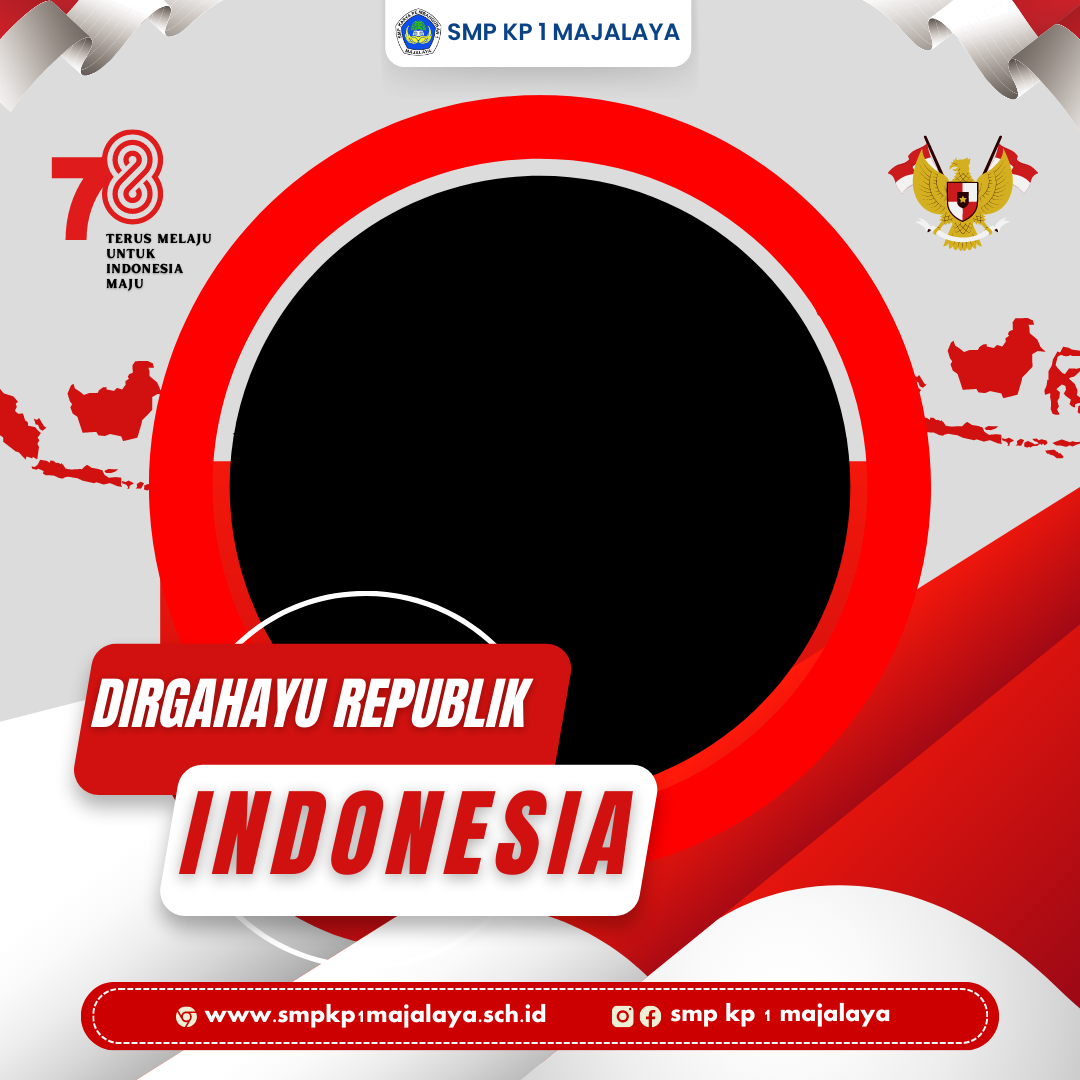 SMP KP 1 MAJALAYA
78
TERUS MELAJU
UNTUK
INDONESIA
MAJU
DIRGAHAYU REPUBLIK
INDONESIA
www.smpkp1majalaya.sch.id
smp kp 1 majalaya